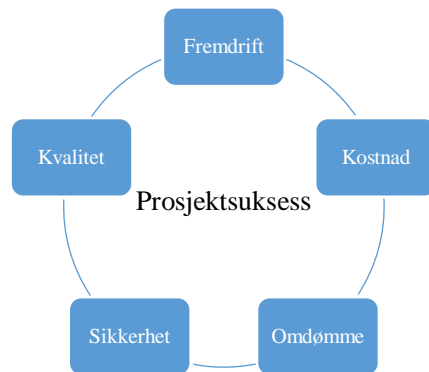 Fremdrift
Kvalitet
Kostnad
Prosjektsuksess
Sikkerhet
Omdømme